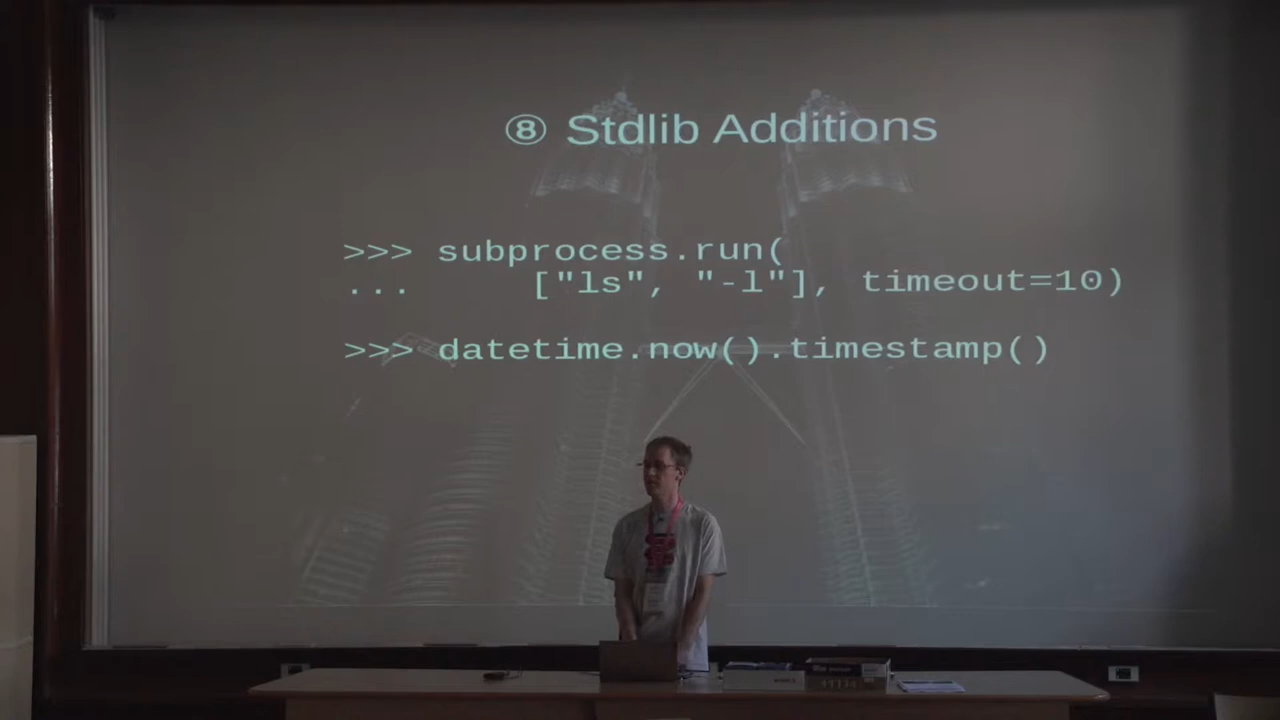 ⑧ Stdlib Additions
>>> subprocess.run(
...     ["ls", "-l"], timeout=10)
>>> datetime.now().timestamp()